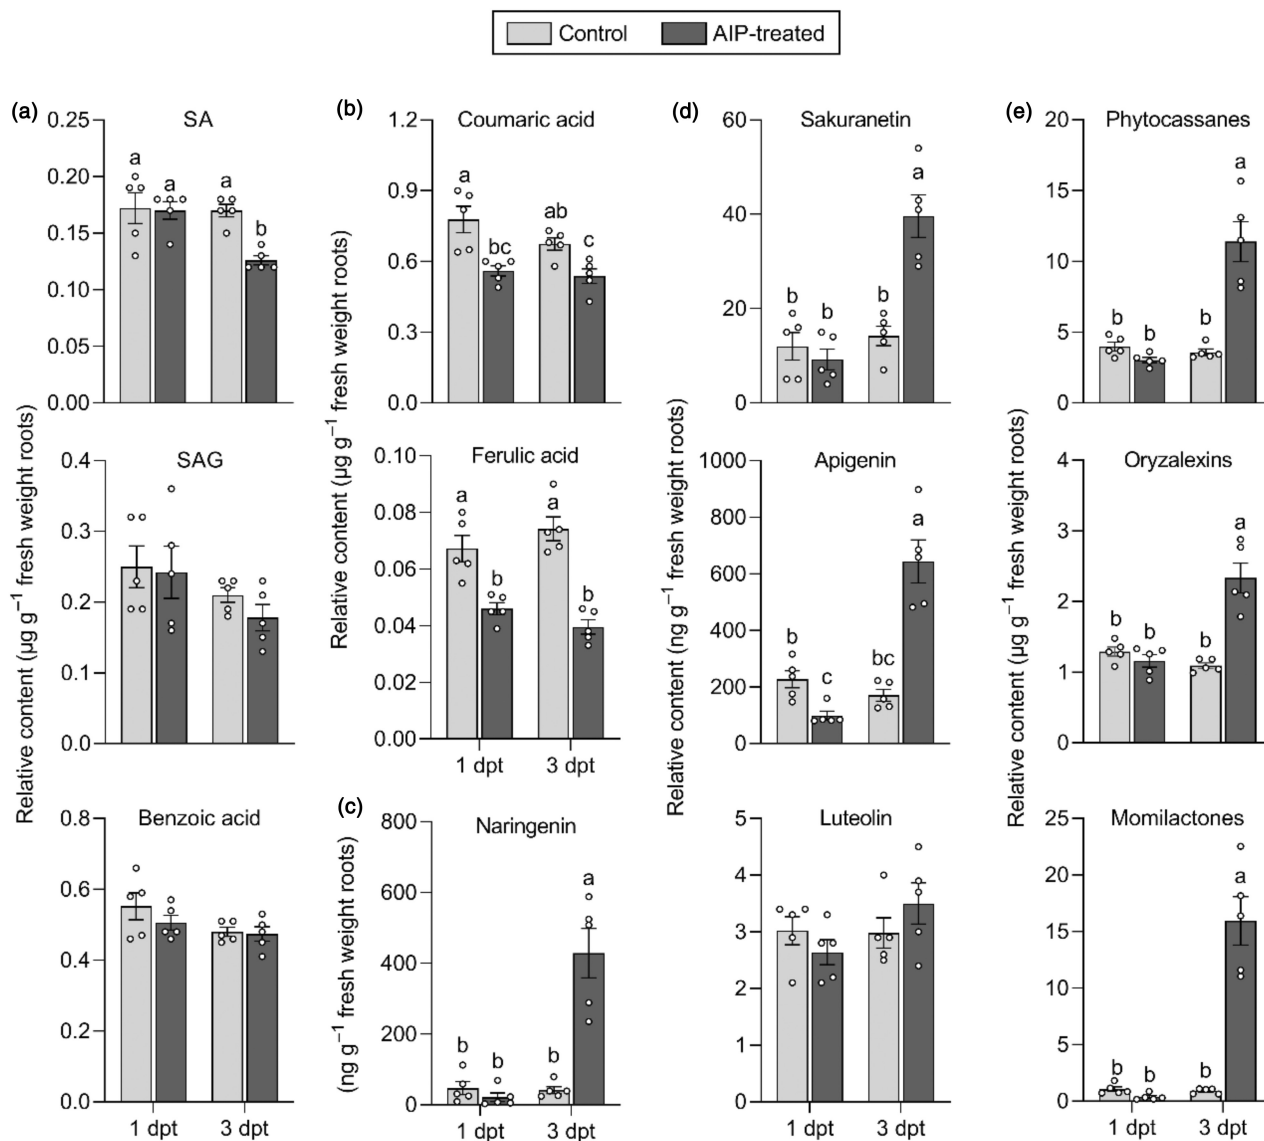 Control AIP-treated
(a)
Relative content (µg g⁻¹ fresh weight roots)
SA
0.25
0.20
0.15
0.10
0.05
0.00
a a a b
SAG
0.4
0.3
0.2
0.1
0.0
Benzoic acid
0.8
0.6
0.4
0.2
0.0
1 dpt 3 dpt
(b)
Relative content (µg g⁻¹ fresh weight roots)
Coumaric acid
1.2
0.9
0.6
0.3
0.0
a bc ab c
Ferulic acid
0.10
0.08
0.06
0.04
0.02
0.00
a b a b
1 dpt 3 dpt
(c)
(ng g⁻¹ fresh weight roots)
Naringenin
800
600
400
200
0
b b b a
1 dpt 3 dpt
(d)
Relative content (ng g⁻¹ fresh weight roots)
Sakuranetin
60
40
20
0
b b b a
Apigenin
1000
800
600
400
200
0
b c bc a
Luteolin
5
4
3
2
1
0
1 dpt 3 dpt
(e)
Relative content (µg g⁻¹ fresh weight roots)
Phytocassanes
20
15
10
5
0
b b b a
Oryzalexins
4
3
2
1
0
b b b a
Momilactones
25
20
15
10
5
0
b b b a
1 dpt 3 dpt